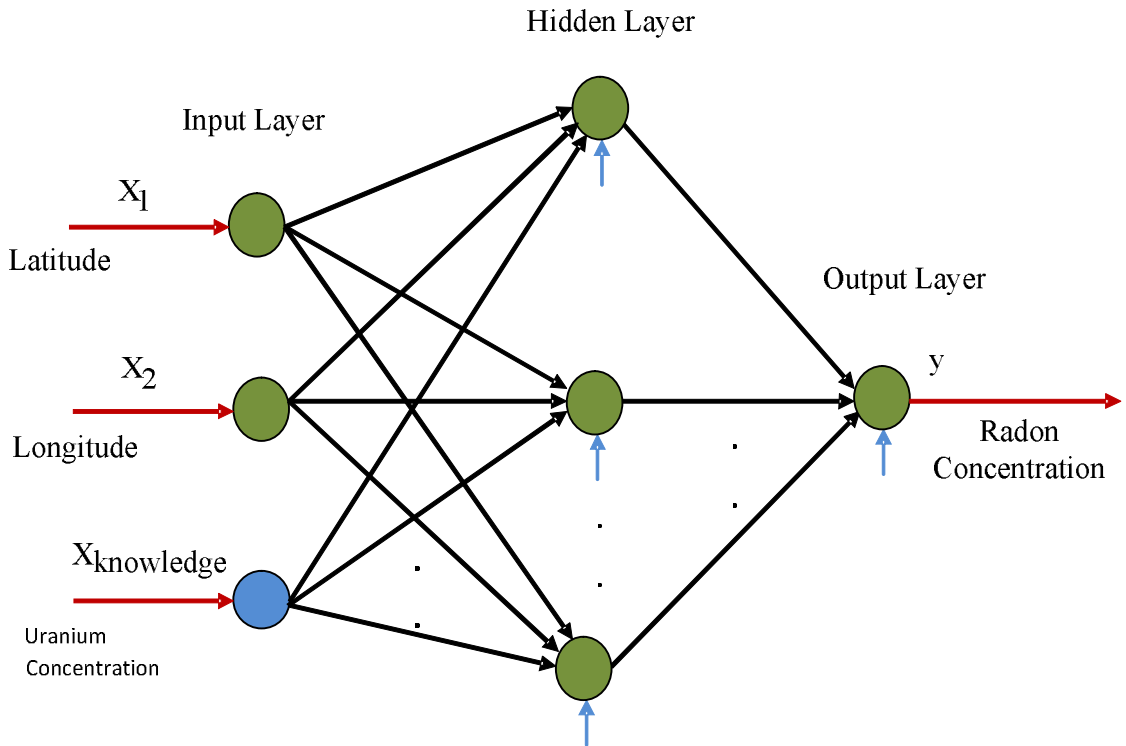 Hidden Layer
Input Layer
X1
Latitude
Output Layer
X2
y
Longitude
Radon
Concentration
Xknowledge
Uranium
Concentration